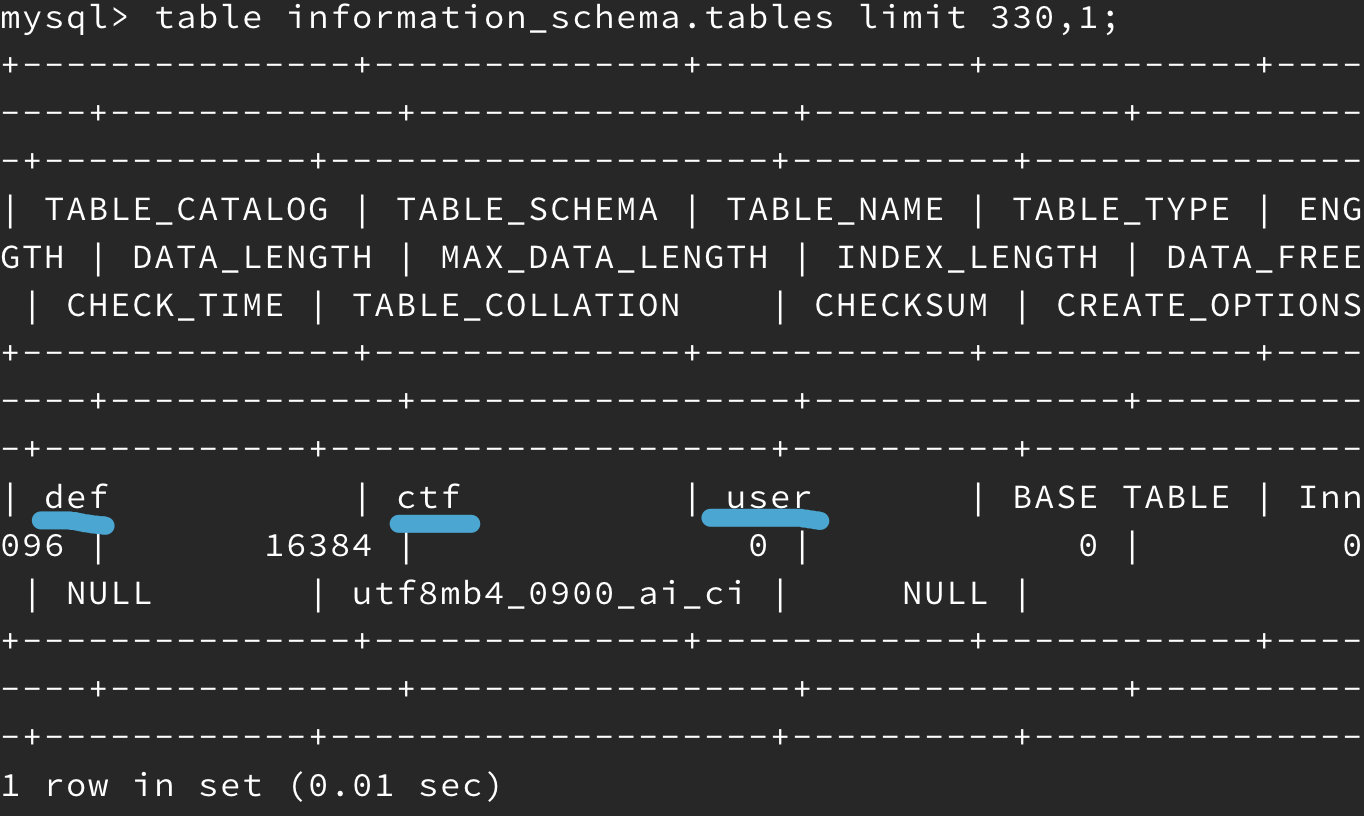 mysql> table information_schema.tables limit 330,1;
+---------------+--------------+------------+------------+----
----+-------------+-----------------+--------------+----------
-+------------+--------------------+----------+---------------
| TABLE_CATALOG | TABLE_SCHEMA | TABLE_NAME | TABLE_TYPE | ENG
GTH | DATA_LENGTH | MAX_DATA_LENGTH | INDEX_LENGTH | DATA_FREE
 | CHECK_TIME | TABLE_COLLATION    | CHECKSUM | CREATE_OPTIONS
+---------------+--------------+------------+------------+----
----+-------------+-----------------+--------------+----------
-+------------+--------------------+----------+---------------
| def           | ctf          | user       | BASE TABLE | Inn
096 |       16384 |               0 |            0 |         0
 | NULL       | utf8mb4_0900_ai_ci |     NULL |
+---------------+--------------+------------+------------+----
----+-------------+-----------------+--------------+----------
-+------------+--------------------+----------+---------------
1 row in set (0.01 sec)